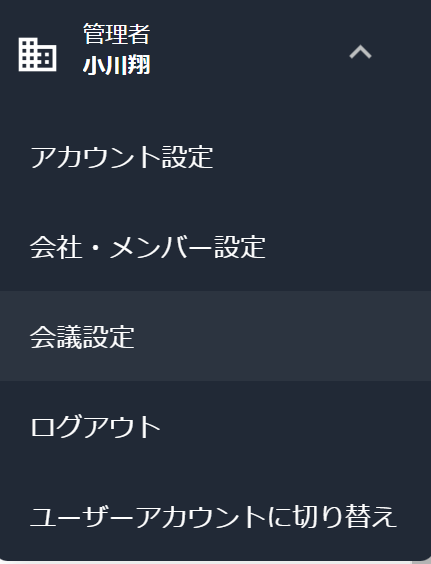 管理者
小川翔
アカウント設定
会社・メンバー設定
会議設定
ログアウト
ユーザーアカウントに切り替え